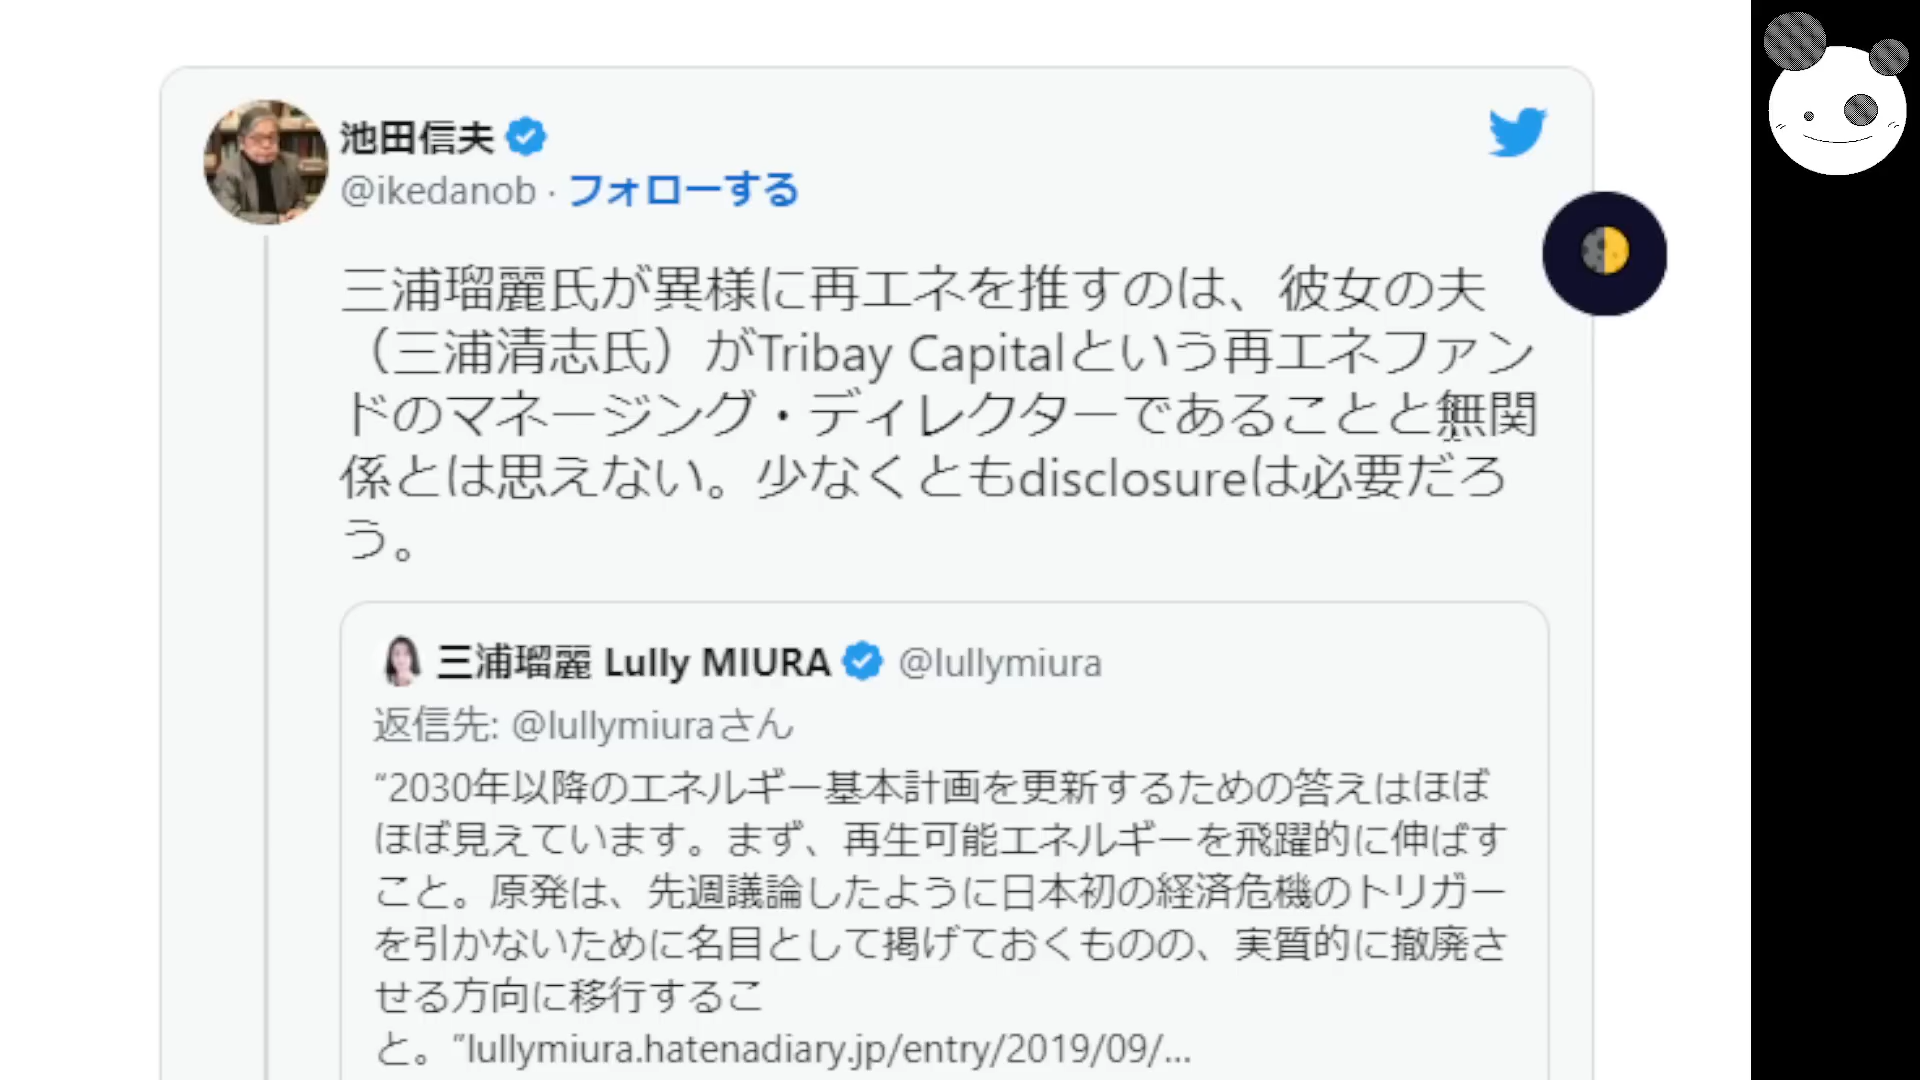 池田信夫
@ikedanob · フォローする
三浦瑠麗氏が異様に再エネを推すのは、彼女の夫
（三浦清志氏）がTribay Capitalという再エネファン
ドのマネージング・ディレクターであることと無関
係とは思えない。少なくともdisclosureは必要だろ
う。
三浦瑠麗 Lully MIURA @lullymiura
返信先: @lullymiuraさん
“2030年以降のエネルギー基本計画を更新するための答えはほぼ
ほぼ見えています。まず、再生可能エネルギーを飛躍的に伸ばす
こと。原発は、先週議論したように日本初の経済危機のトリガー
を引かないために名目として掲げておくものの、実質的に撤廃さ
せる方向に移行するこ
と。”lullymiura.hatenadiary.jp/entry/2019/09/...